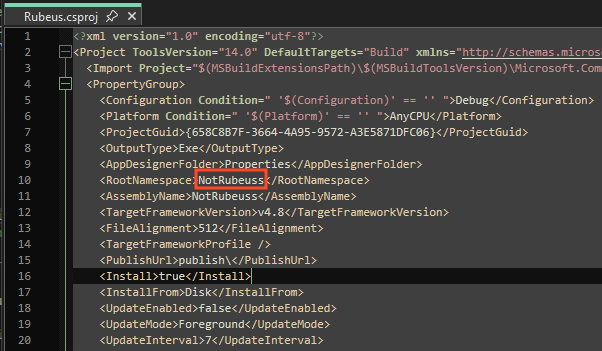 Rubeus.csproj
1 <?xml version="1.0" encoding="utf-8"?>
2 <Project ToolsVersion="14.0" DefaultTargets="Build" xmlns="http://schemas.microso
3 <Import Project="$(MSBuildExtensionsPath)\$(MSBuildToolsVersion)\Microsoft.Com
4 <PropertyGroup>
5 <Configuration Condition=" '$(Configuration)' == '' ">Debug</Configuration>
6 <Platform Condition=" '$(Platform)' == '' ">AnyCPU</Platform>
7 <ProjectGuid>{658C8B7F-3664-4A95-9572-A3E5871DFC06}</ProjectGuid>
8 <OutputType>Exe</OutputType>
9 <AppDesignerFolder>Properties</AppDesignerFolder>
10 <RootNamespace>NotRubeuss</RootNamespace>
11 <AssemblyName>NotRubeuss</AssemblyName>
12 <TargetFrameworkVersion>v4.8</TargetFrameworkVersion>
13 <FileAlignment>512</FileAlignment>
14 <TargetFrameworkProfile />
15 <PublishUrl>publish\</PublishUrl>
16 <Install>true</Install>
17 <InstallFrom>Disk</InstallFrom>
18 <UpdateEnabled>false</UpdateEnabled>
19 <UpdateMode>Foreground</UpdateMode>
20 <UpdateInterval>7</UpdateInterval>